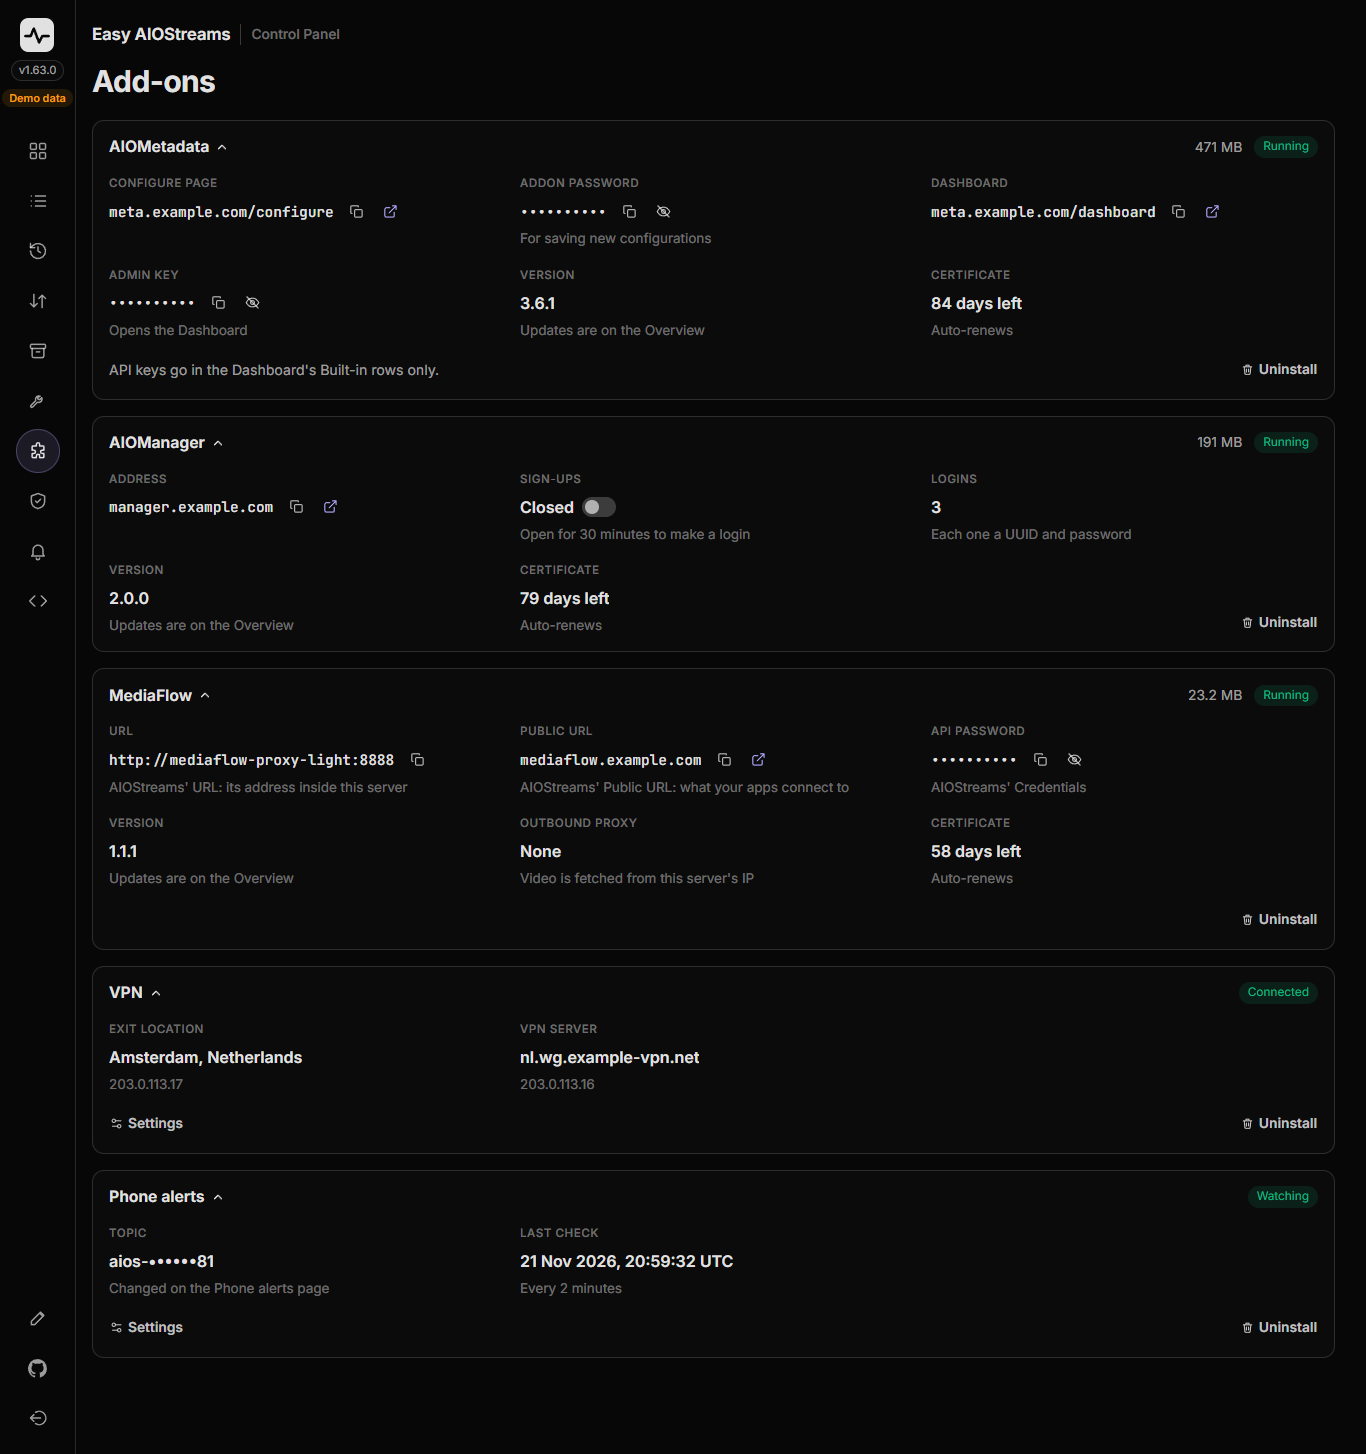 Easy AIOStreams
Control Panel
v1.63.0
Demo data
Add-ons
AIOMetadata
471 MB
Running
CONFIGURE PAGE
ADDON PASSWORD
DASHBOARD
meta.example.com/configure
••••••••••
meta.example.com/dashboard
For saving new configurations
ADMIN KEY
VERSION
CERTIFICATE
••••••••••
3.6.1
84 days left
Opens the Dashboard
Updates are on the Overview
Auto-renews
API keys go in the Dashboard's Built-in rows only.
Uninstall
AIOManager
191 MB
Running
ADDRESS
SIGN-UPS
LOGINS
manager.example.com
Closed
3
Open for 30 minutes to make a login
Each one a UUID and password
VERSION
CERTIFICATE
2.0.0
79 days left
Updates are on the Overview
Auto-renews
Uninstall
MediaFlow
23.2 MB
Running
URL
PUBLIC URL
API PASSWORD
http://mediaflow-proxy-light:8888
mediaflow.example.com
••••••••••
AIOStreams' URL: its address inside this server
AIOStreams' Public URL: what your apps connect to
AIOStreams' Credentials
VERSION
OUTBOUND PROXY
CERTIFICATE
1.1.1
None
58 days left
Updates are on the Overview
Video is fetched from this server's IP
Auto-renews
Uninstall
VPN
Connected
EXIT LOCATION
VPN SERVER
Amsterdam, Netherlands
nl.wg.example-vpn.net
203.0.113.17
203.0.113.16
Settings
Uninstall
Phone alerts
Watching
TOPIC
LAST CHECK
aios-••••••81
21 Nov 2026, 20:59:32 UTC
Changed on the Phone alerts page
Every 2 minutes
Settings
Uninstall